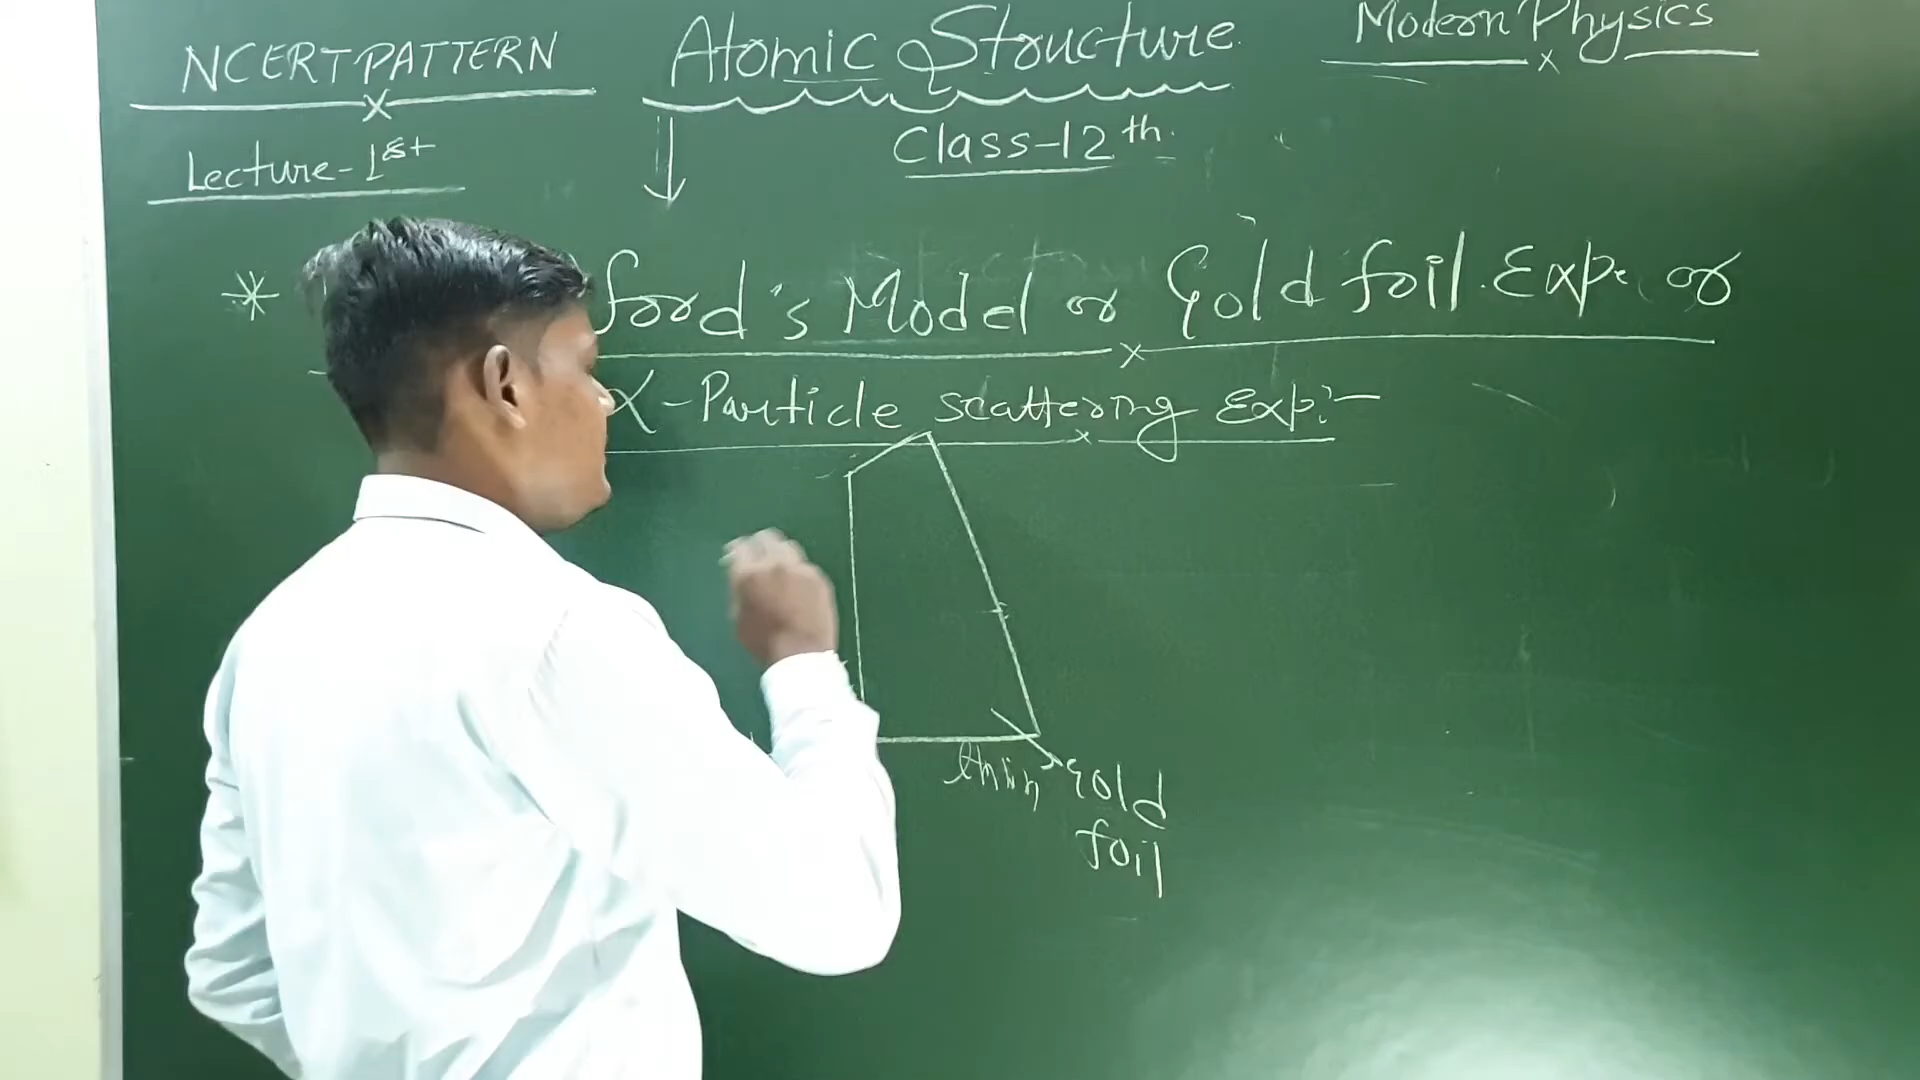 NCERT PATTERN
Atomic Structure
Modern Physics
Lecture-1st
Class-12th
* ford's Model or Gold foil Exp. or
α-Particle scattering Exp:-
thin Gold
foil